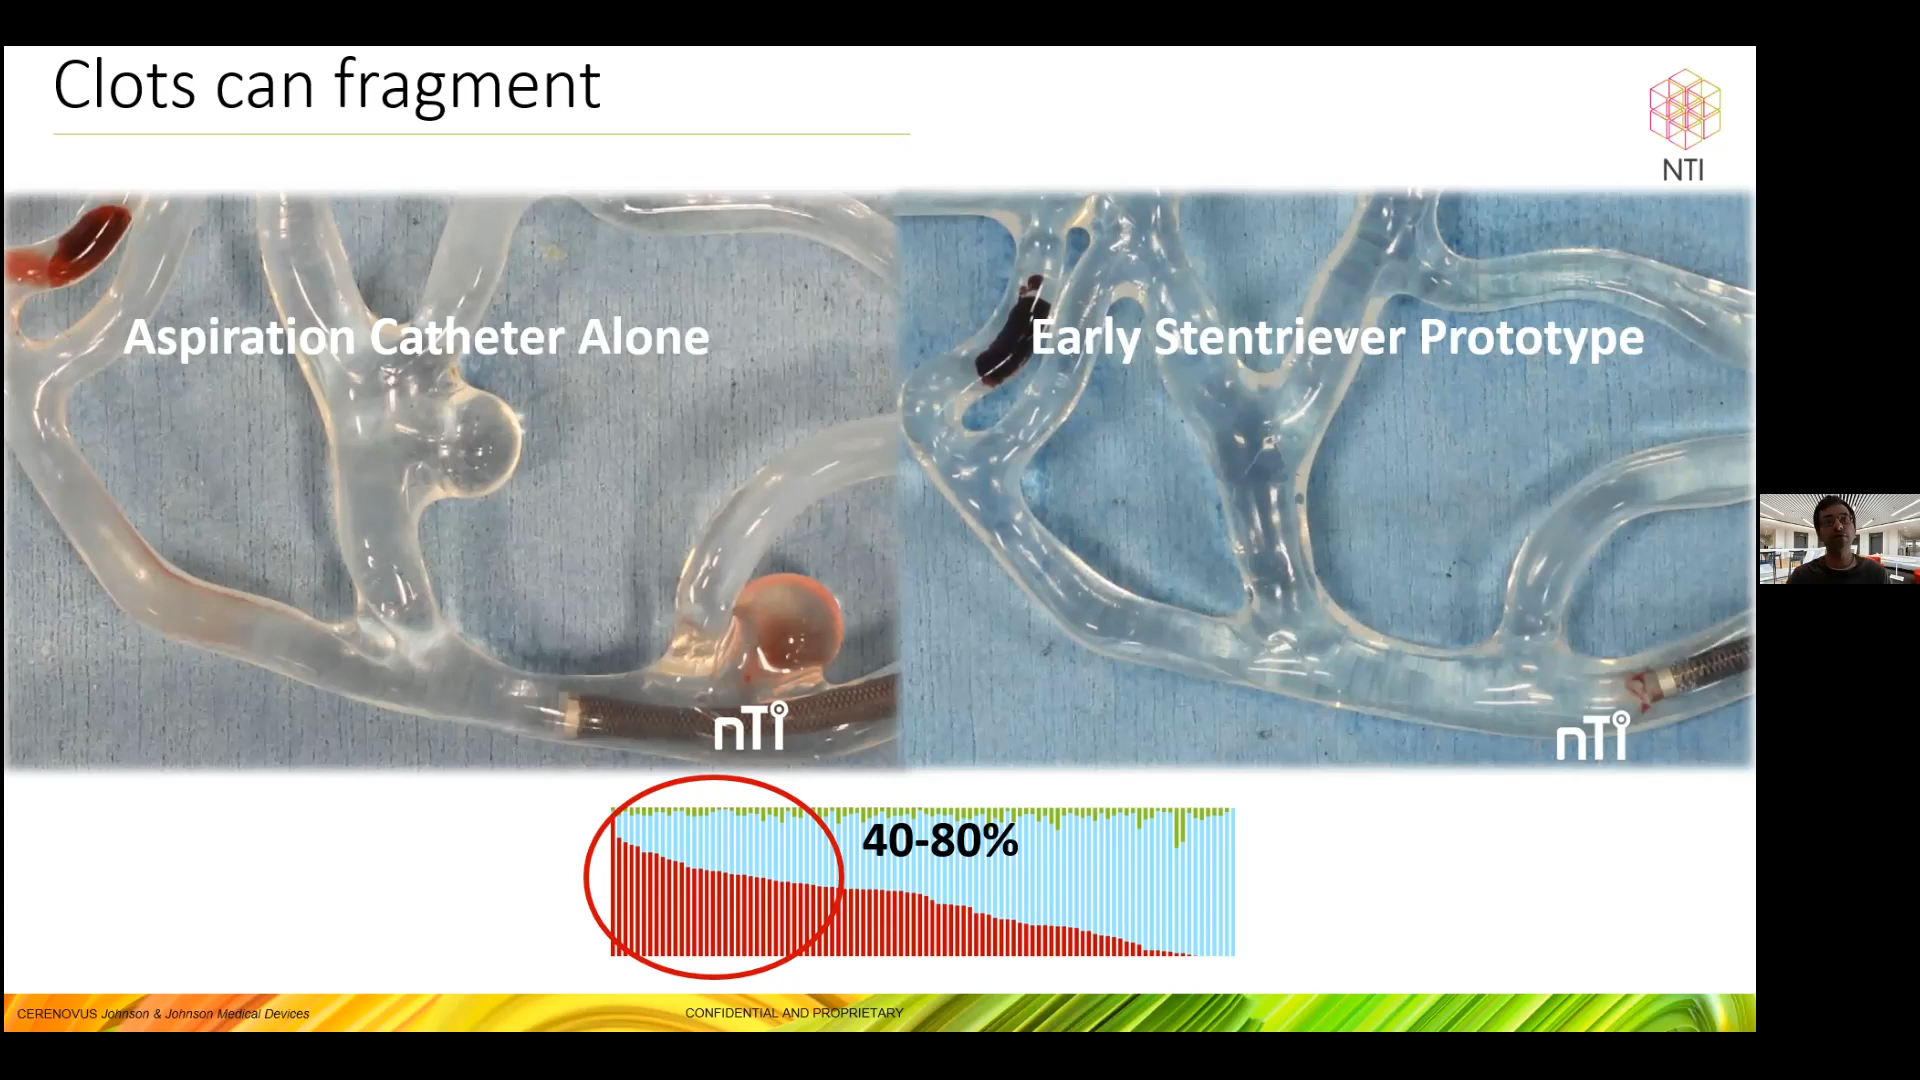 Clots can fragment
NTI
Aspiration Catheter Alone
Early Stentriever Prototype
nTi
nTi
40-80%
CERENOVUS Johnson & Johnson Medical Devices
CONFIDENTIAL AND PROPRIETARY